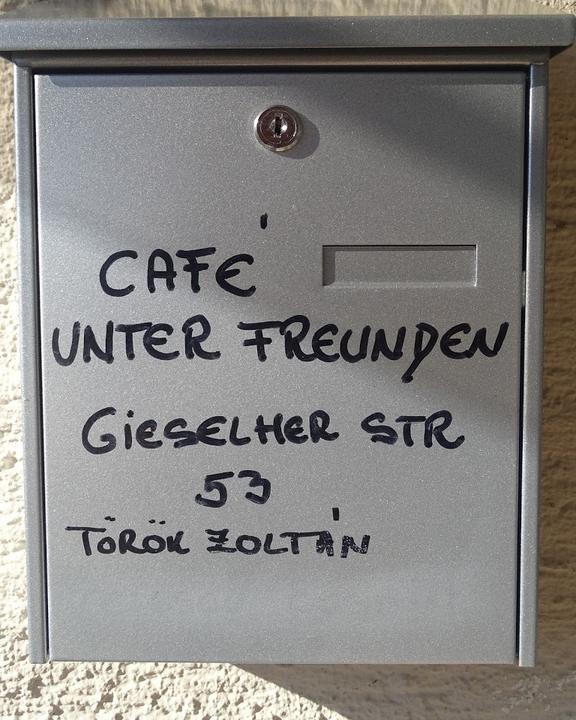 CAFÉ
UNTER FREUNDEN
GIESELHER STR
53
TÖRÖK ZOLTÁN